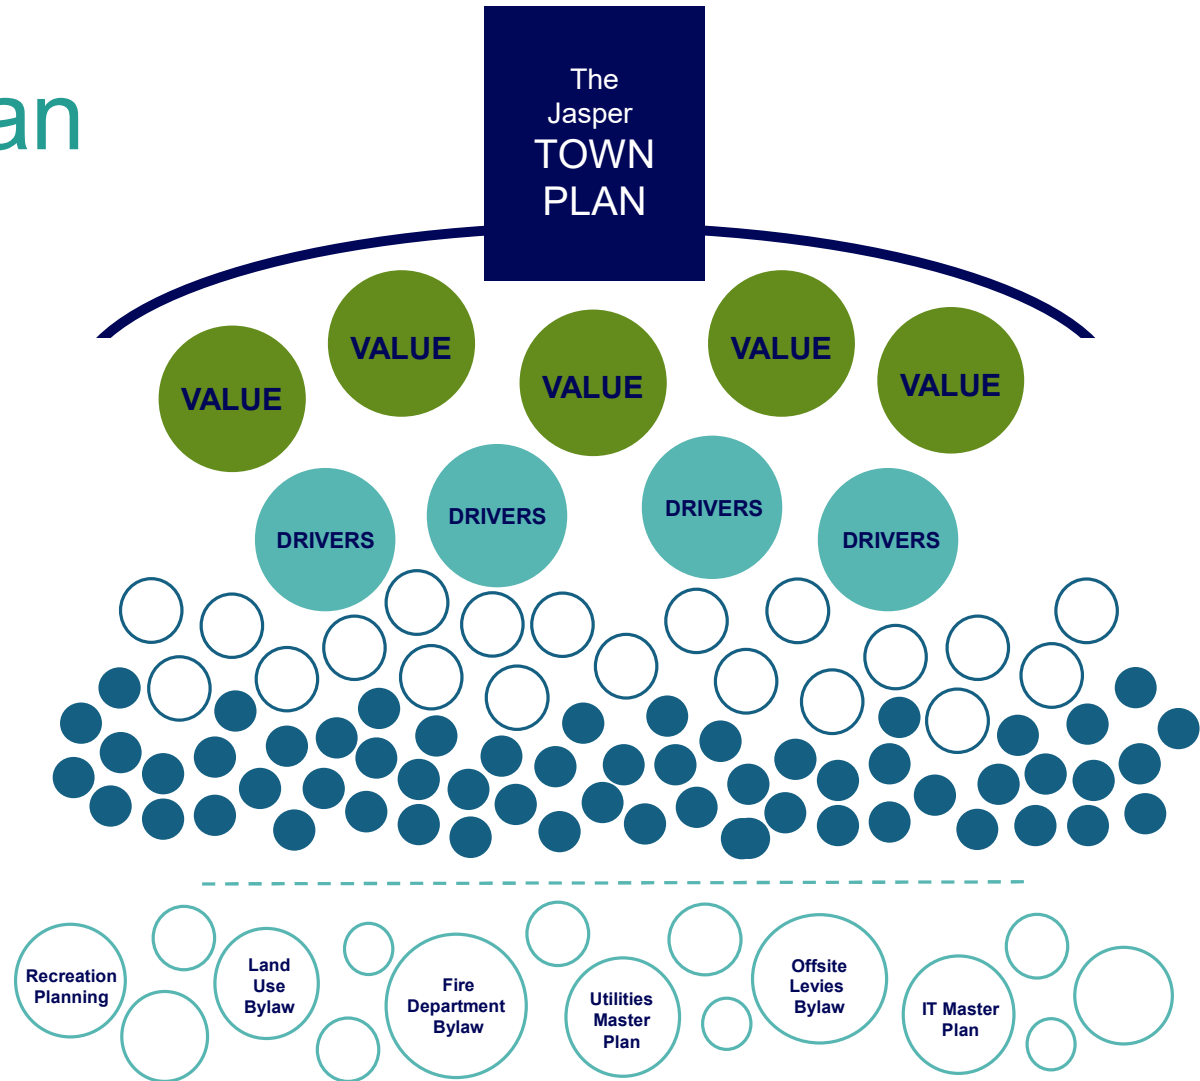 an
The
Jasper
TOWN
PLAN
VALUE
VALUE
VALUE
VALUE
VALUE
DRIVERS
DRIVERS
DRIVERS
DRIVERS
Recreation
Planning
Land
Use
Bylaw
Fire
Department
Bylaw
Utilities
Master
Plan
Offsite
Levies
Bylaw
IT Master
Plan